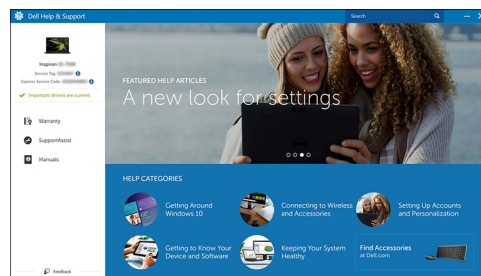 Dell Help & Support
Search
Inspiron
Service Tag
Express Service Code
Important drivers are current
Warranty
SupportAssist
Manuals
Feedback
FEATURED HELP ARTICLES
A new look for settings
HELP CATEGORIES
Getting Around
Windows 10
Connecting to Wireless
and Accessories
Setting Up Accounts
and Personalization
Getting to Know Your
Device and Software
Keeping Your System
Healthy
Find Accessories
at Dell.com